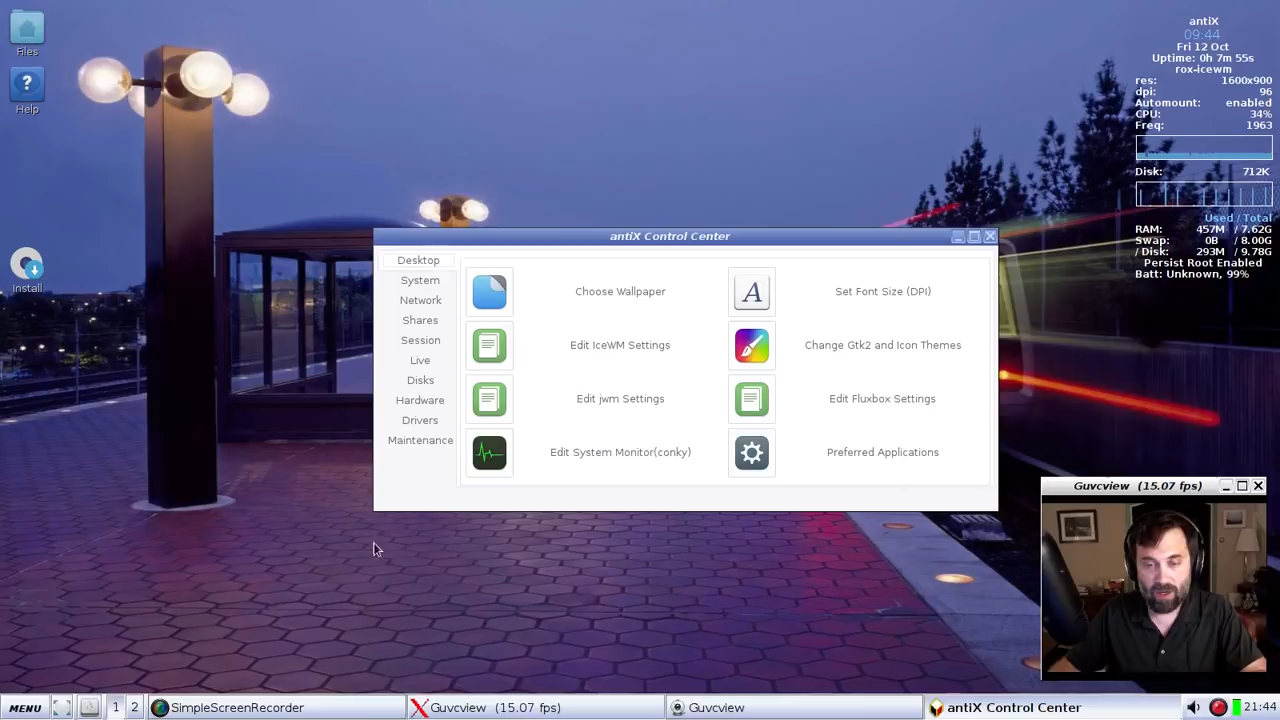 Files
Help
Install
antiX
09:44
Fri 12 Oct
Uptime: 0h 7m 55s
rox-icewm
res: 1600x900
dpi: 96
Automount: enabled
CPU: 34%
Freq: 1963
Disk: 712K
Used / Total
RAM: 457M / 7.62G
Swap: 0B / 8.00G
/ Disk: 293M / 9.78G
Persist Root Enabled
Batt: Unknown, 99%
antiX Control Center
Desktop
System
Network
Shares
Session
Live
Disks
Hardware
Drivers
Maintenance
Choose Wallpaper
A Set Font Size (DPI)
Edit IceWM Settings
Change Gtk2 and Icon Themes
Edit jwm Settings
Edit Fluxbox Settings
Edit System Monitor(conky)
Preferred Applications
Guvcview (15.07 fps)
MENU 1 2 SimpleScreenRecorder Guvcview (15.07 fps) Guvcview antiX Control Center 21:44